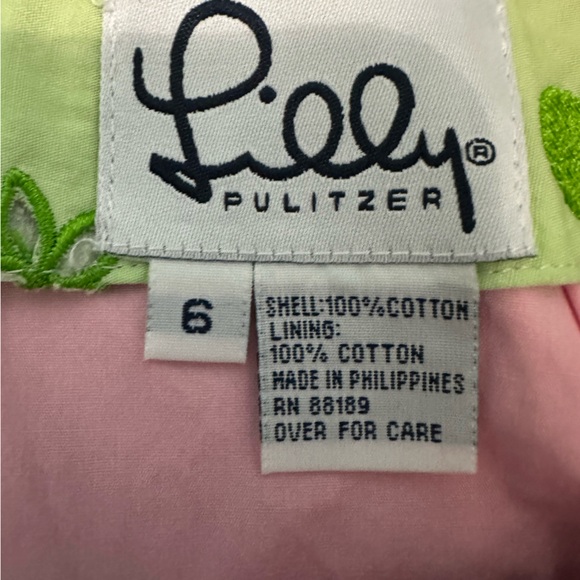 Lilly®
PULITZER
6
SHELL:100%COTTON
LINING:
100% COTTON
MADE IN PHILIPPINES
RN 88189
OVER FOR CARE